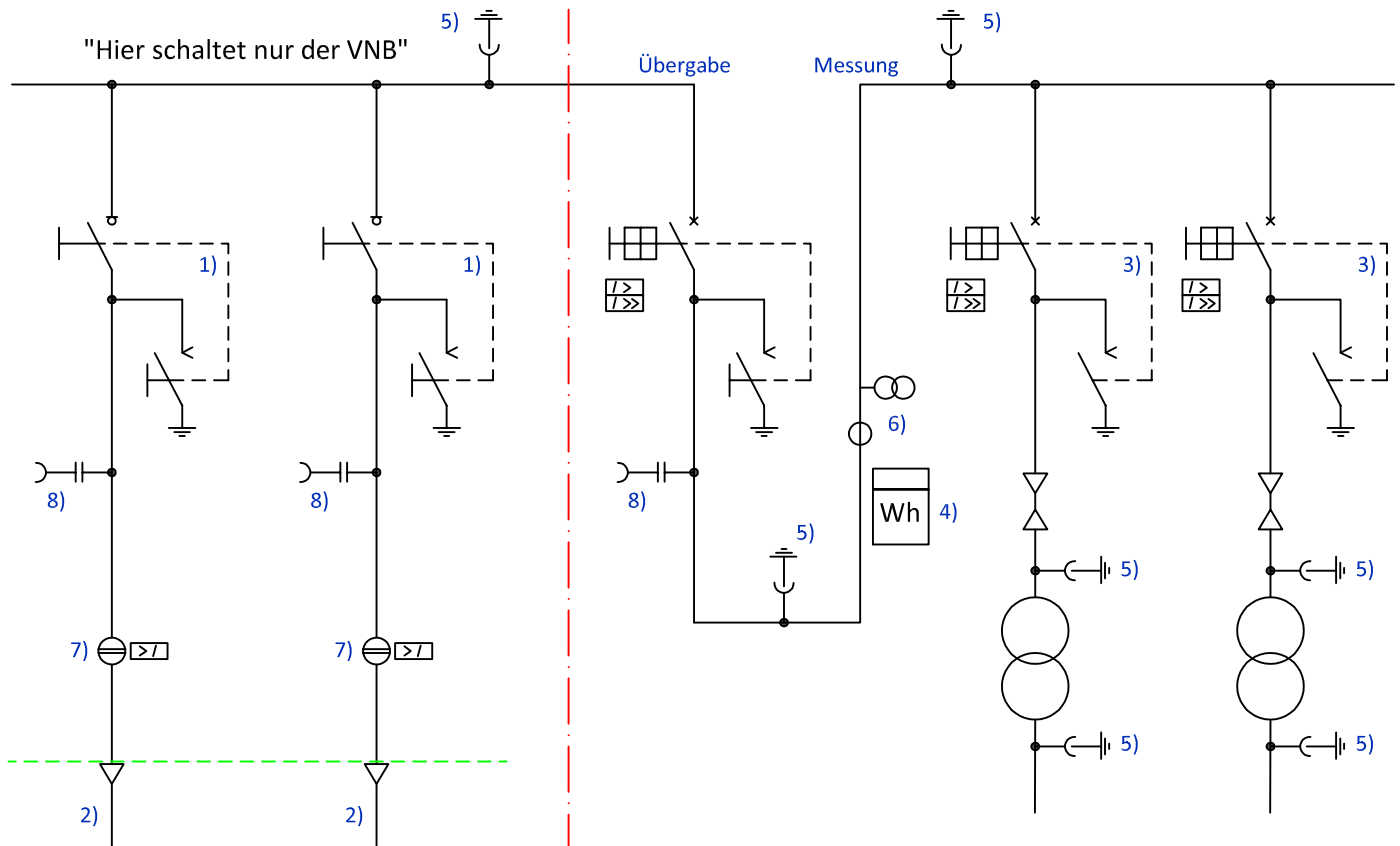 5)
5)
"Hier schaltet nur der VNB"
Übergabe
Messung
1)
1)
3)
3)
I>
I>>
I>
I>>
I>
I>>
6)
8)
8)
8)
Wh
4)
5)
5)
5)
7)
>I
7)
>I
5)
5)
2)
2)